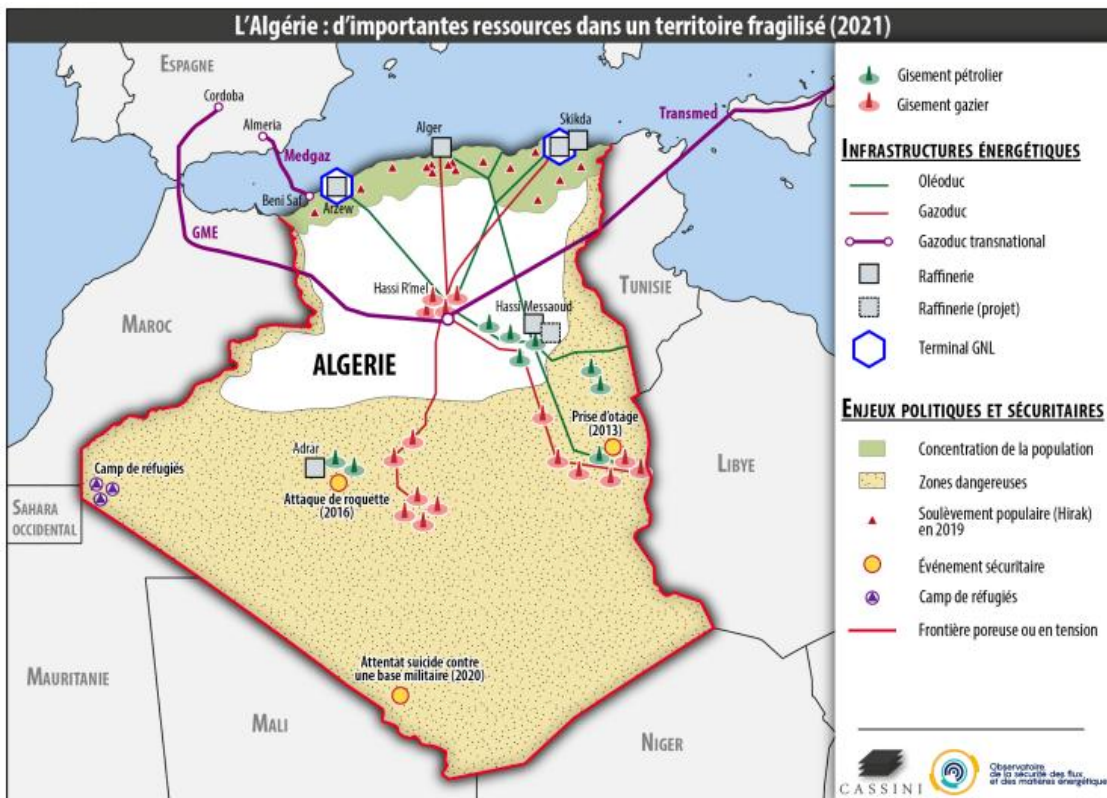 L'Algérie : d'importantes ressources dans un territoire fragilisé (2021)
ESPAGNE
Cordoba
Almeria
Medgaz
Beni Saf
Arzew
GME
Alger
Skikda
Transmed
MAROC
Hassi R'mel
Hassi Messaoud
TUNISIE
ALGERIE
Prise d'otage
(2013)
Adrar
Attaque de roquette
(2016)
Camp de réfugiés
SAHARA
OCCIDENTAL
LIBYE
MAURITANIE
Attentat suicide contre
une base militaire (2020)
MALI
NIGER
Gisement pétrolier
Gisement gazier
INFRASTRUCTURES ÉNERGÉTIQUES
Oléoduc
Gazoduc
Gazoduc transnational
Raffinerie
Raffinerie (projet)
Terminal GNL
ENJEUX POLITIQUES ET SÉCURITAIRES
Concentration de la population
Zones dangereuses
Soulèvement populaire (Hirak)
en 2019
Événement sécuritaire
Camp de réfugiés
Frontière poreuse ou en tension
CASSINI
Observatoire
de la sécurité des flux
et des matières énergétiques